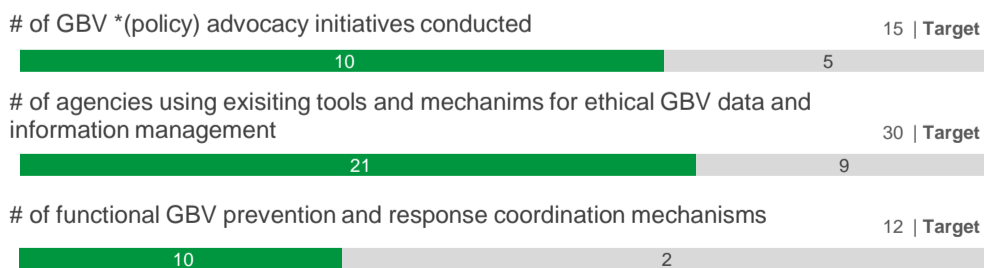 # of GBV *(policy) advocacy initiatives conducted
15 | Target
10 5
# of agencies using exisiting tools and mechanims for ethical GBV data and
information management
30 | Target
21 9
# of functional GBV prevention and response coordination mechanisms
12 | Target
10 2